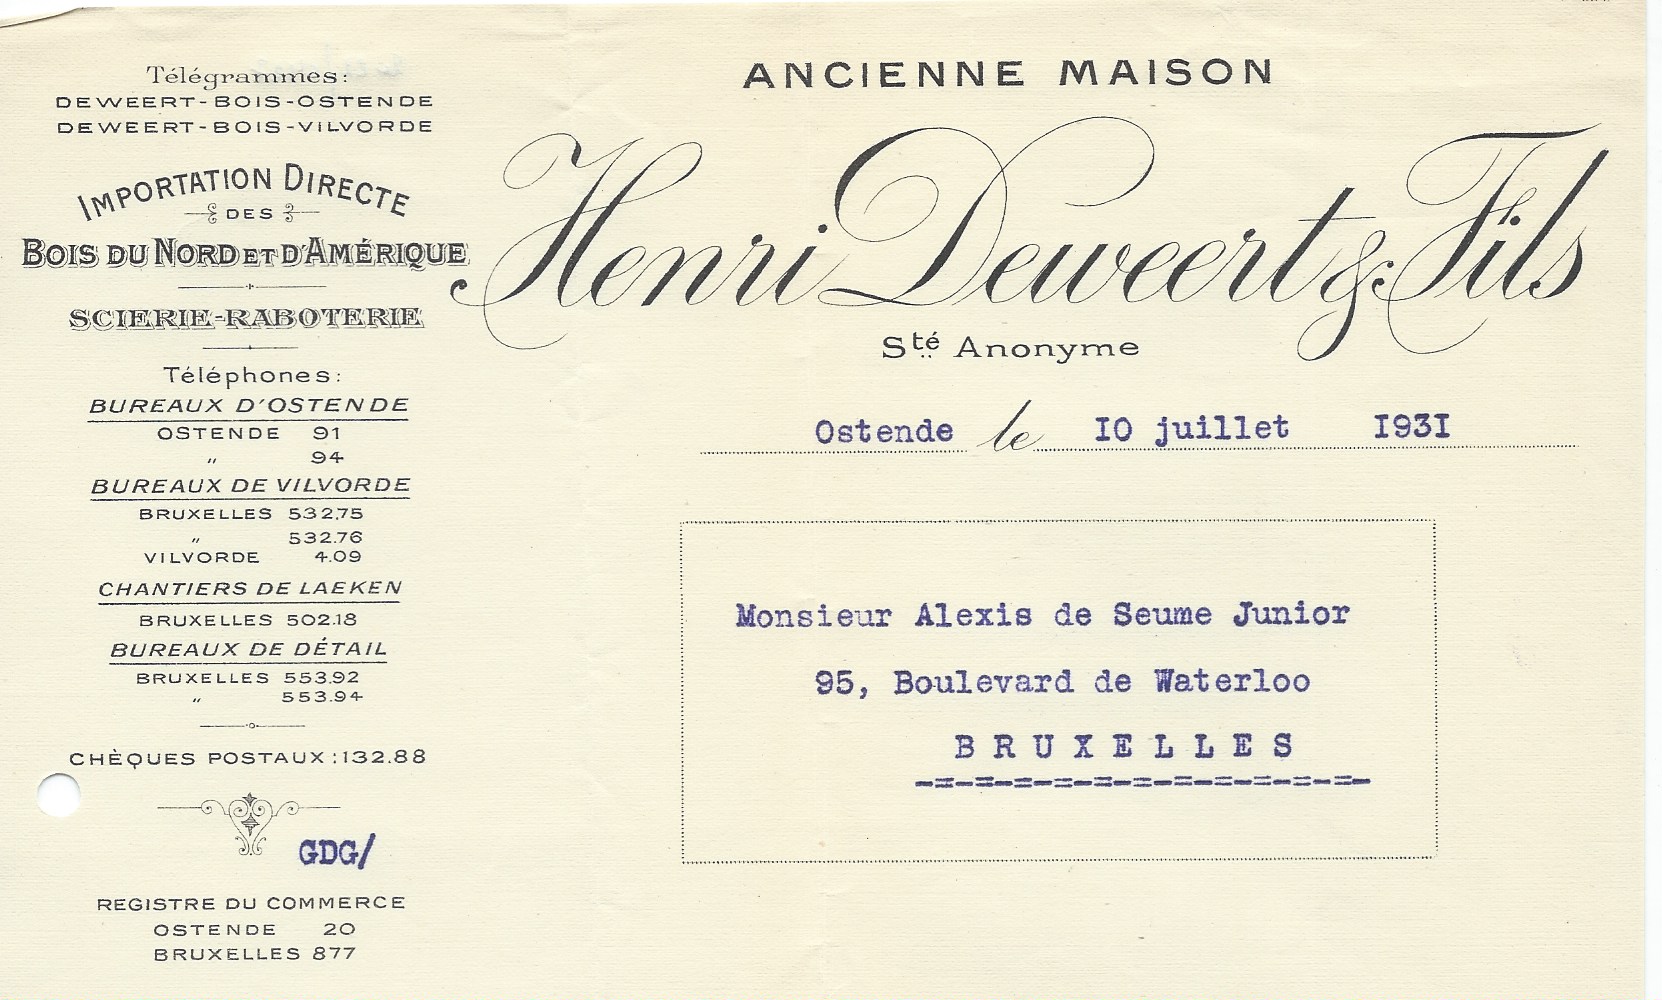 Télégrammes:
DEWEERT-BOIS-OSTENDE
DEWEERT-BOIS-VILVORDE
IMPORTATION DIRECTE
DES
BOIS DU NORD ET D'AMÉRIQUE
SCIERIE-RABOTERIE
Téléphones:
BUREAUX D'OSTENDE
OSTENDE 91
" 94
BUREAUX DE VILVORDE
BRUXELLES 532.75
" 532.76
VILVORDE 4.09
CHANTIERS DE LAEKEN
BRUXELLES 502.18
BUREAUX DE DÉTAIL
BRUXELLES 553.92
" 553.94
CHÈQUES POSTAUX: 132.88
GDG/
REGISTRE DU COMMERCE
OSTENDE 20
BRUXELLES 877
ANCIENNE MAISON
Henri Deweert & Fils
Sté Anonyme
Ostende le 10 juillet 1931
Monsieur Alexis de Seume Junior
95, Boulevard de Waterloo
BRUXELLES